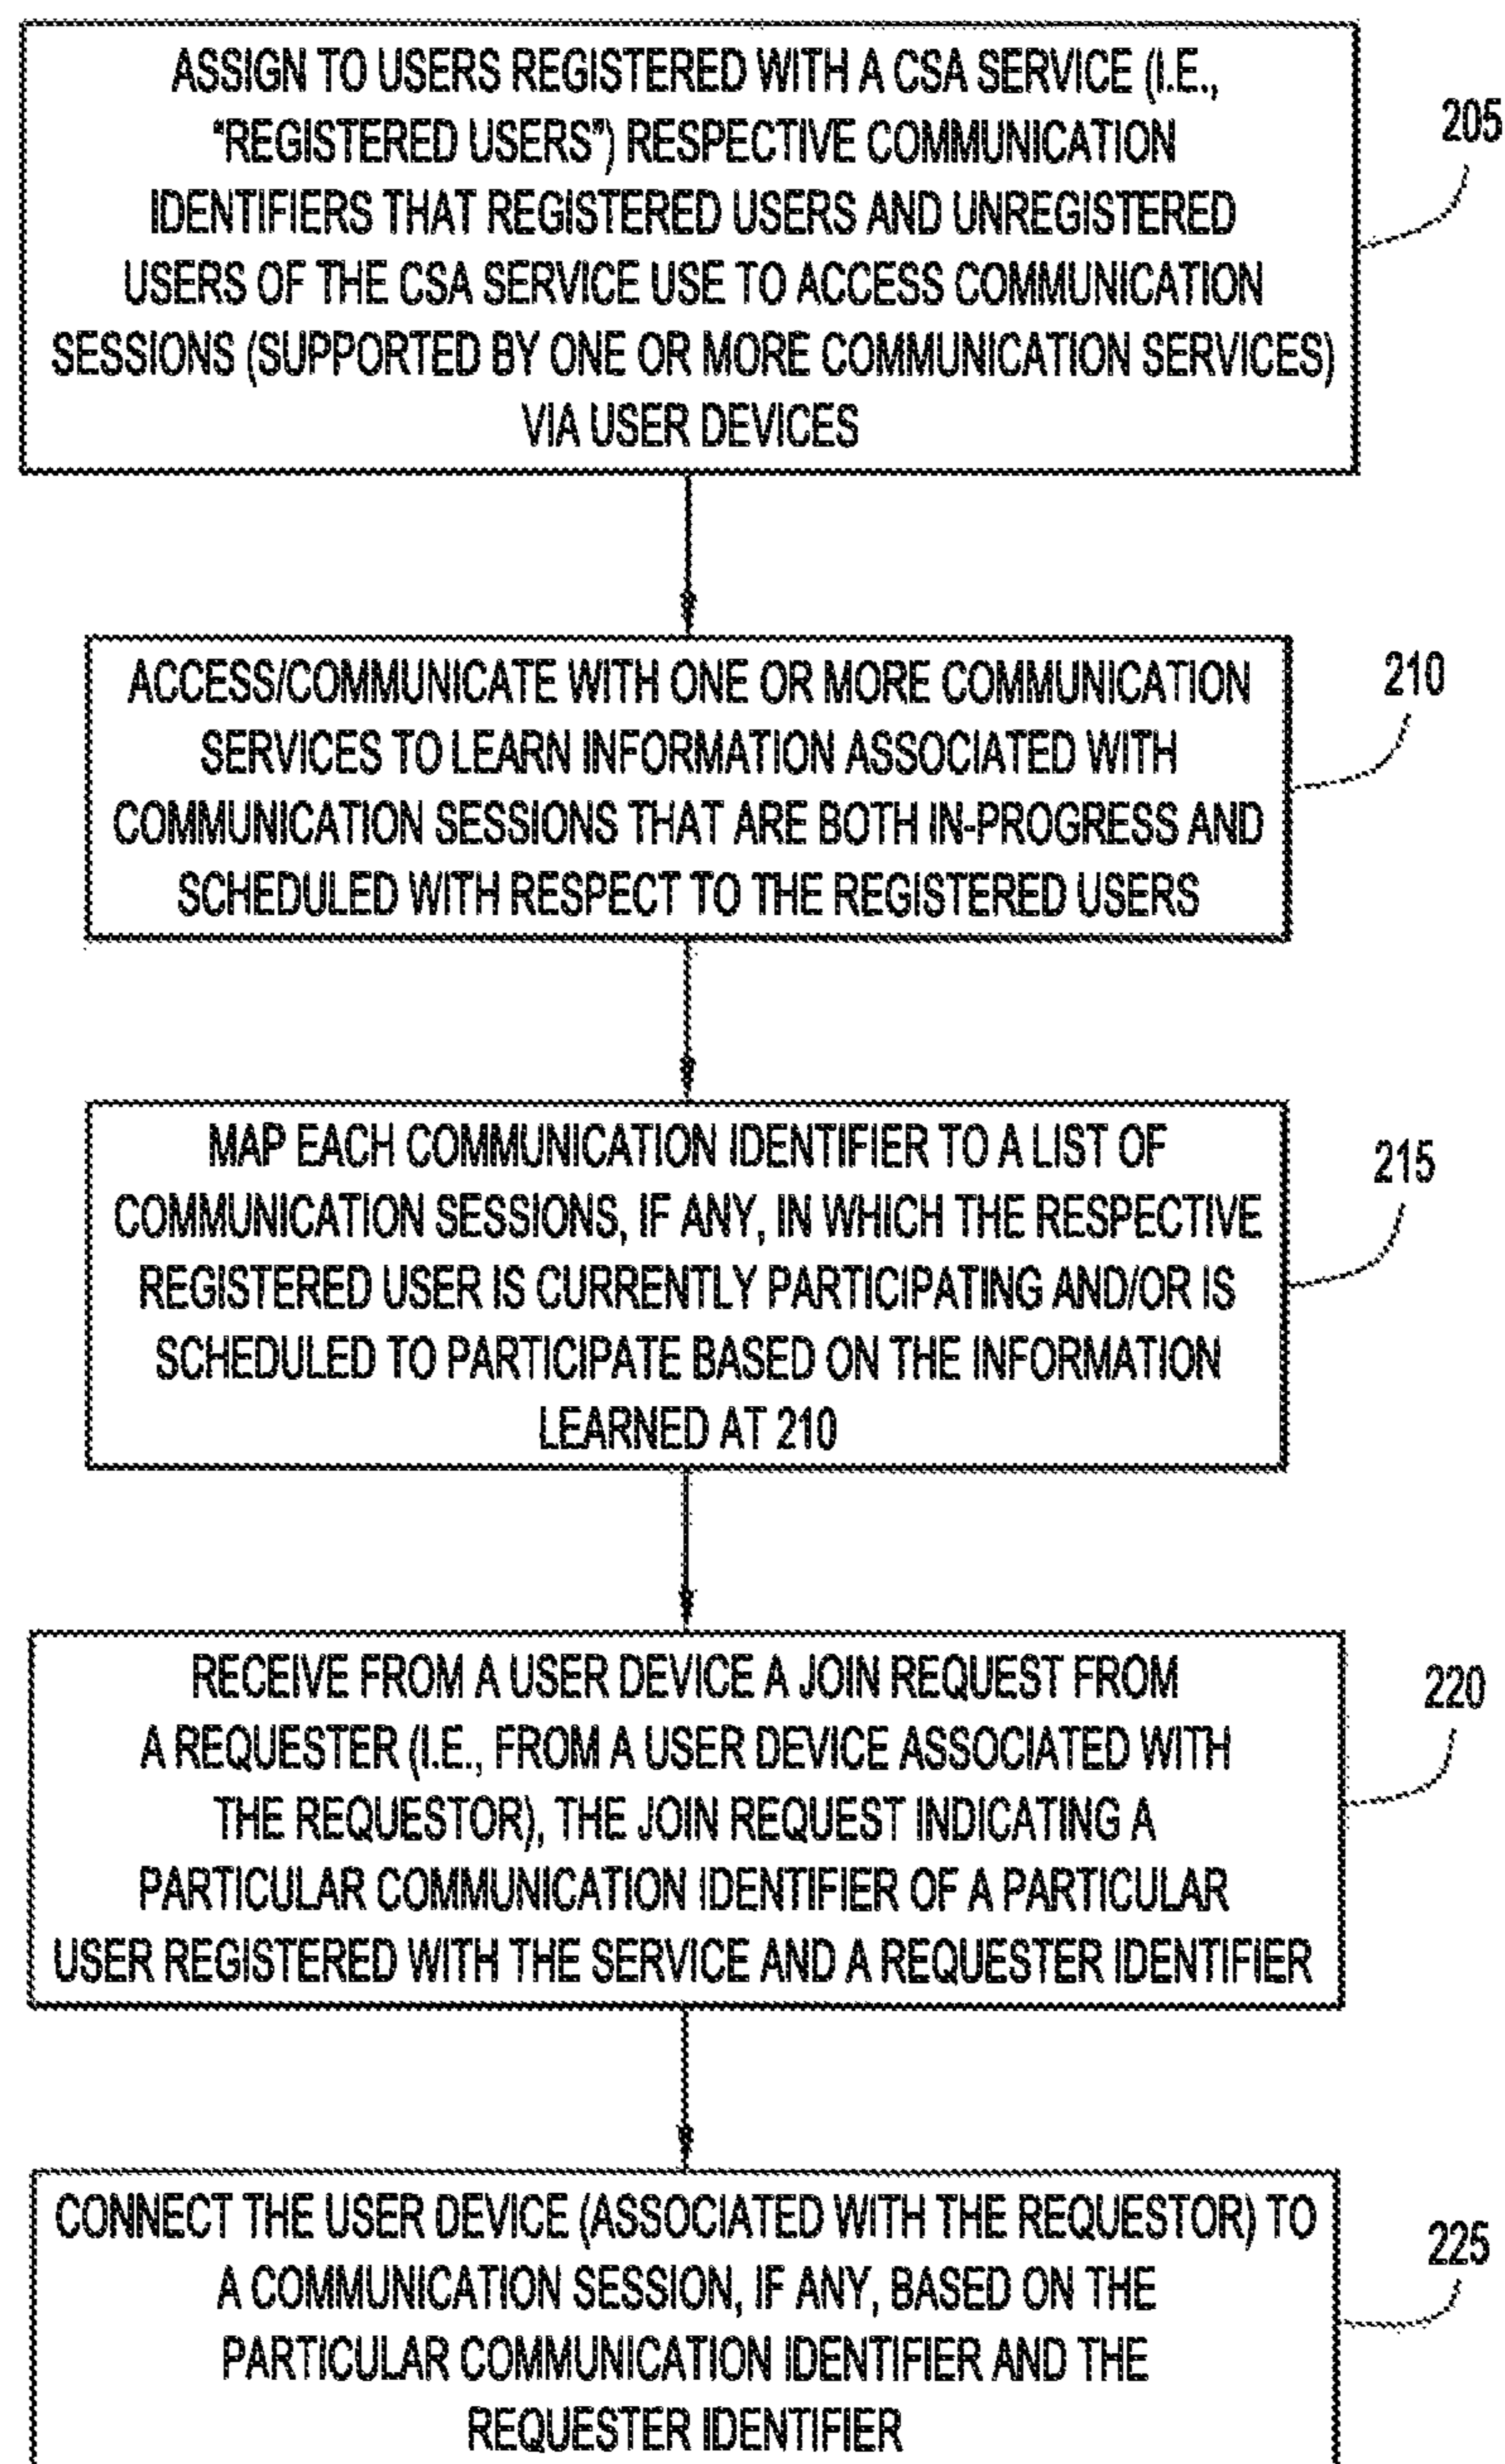 ASSIGN TO USERS REGISTERED WITH A CSA SERVICE (I.E.,
"REGISTERED USERS") RESPECTIVE COMMUNICATION
IDENTIFIERS THAT REGISTERED USERS AND UNREGISTERED
USERS OF THE CSA SERVICE USE TO ACCESS COMMUNICATION
SESSIONS (SUPPORTED BY ONE OR MORE COMMUNICATION SERVICES)
VIA USER DEVICES
205
ACCESS/COMMUNICATE WITH ONE OR MORE COMMUNICATION
SERVICES TO LEARN INFORMATION ASSOCIATED WITH
COMMUNICATION SESSIONS THAT ARE BOTH IN-PROGRESS AND
SCHEDULED WITH RESPECT TO THE REGISTERED USERS
210
MAP EACH COMMUNICATION IDENTIFIER TO A LIST OF
COMMUNICATION SESSIONS, IF ANY, IN WHICH THE RESPECTIVE
REGISTERED USER IS CURRENTLY PARTICIPATING AND/OR IS
SCHEDULED TO PARTICIPATE BASED ON THE INFORMATION
LEARNED AT 210
215
RECEIVE FROM A USER DEVICE A JOIN REQUEST FROM
A REQUESTER (I.E., FROM A USER DEVICE ASSOCIATED WITH
THE REQUESTOR), THE JOIN REQUEST INDICATING A
PARTICULAR COMMUNICATION IDENTIFIER OF A PARTICULAR
USER REGISTERED WITH THE SERVICE AND A REQUESTER IDENTIFIER
220
CONNECT THE USER DEVICE (ASSOCIATED WITH THE REQUESTOR) TO
A COMMUNICATION SESSION, IF ANY, BASED ON THE
PARTICULAR COMMUNICATION IDENTIFIER AND THE
REQUESTER IDENTIFIER
225